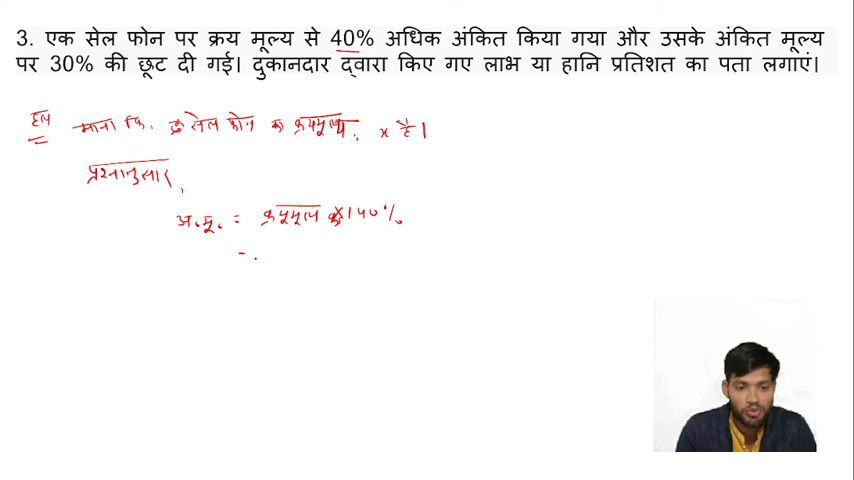 3. एक सेल फोन पर क्रय मूल्य से 40% अधिक अंकित किया गया और उसके अंकित मूल्य
पर 30% की छूट दी गई। दुकानदार द्वारा किए गए लाभ या हानि प्रतिशत का पता लगाएं।
हल माना कि, सेल फोन का क्रयमूल्य, x है।
प्रश्नानुसार,
अ.मू. = क्रयमूल्य × 140%
=